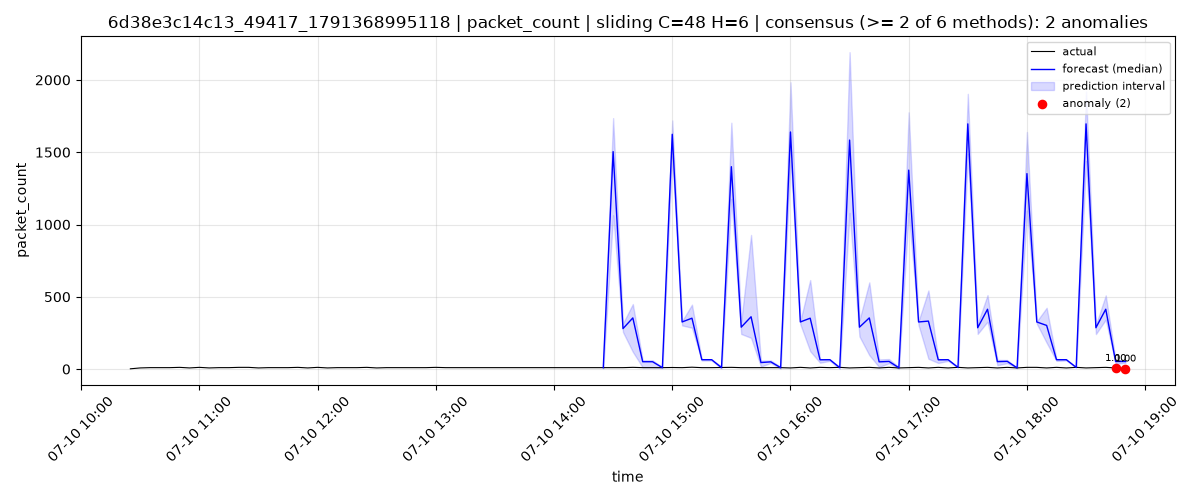 6d38e3c14c13_49417_1791368995118 | packet_count | sliding C=48 H=6 | consensus (>= 2 of 6 methods): 2 anomalies
actual
forecast (median)
prediction interval
anomaly (2)
packet_count
2000
1500
1000
500
0
07-10 10:00
07-10 11:00
07-10 12:00
07-10 13:00
07-10 14:00
07-10 15:00
07-10 16:00
07-10 17:00
07-10 18:00
07-10 19:00
time